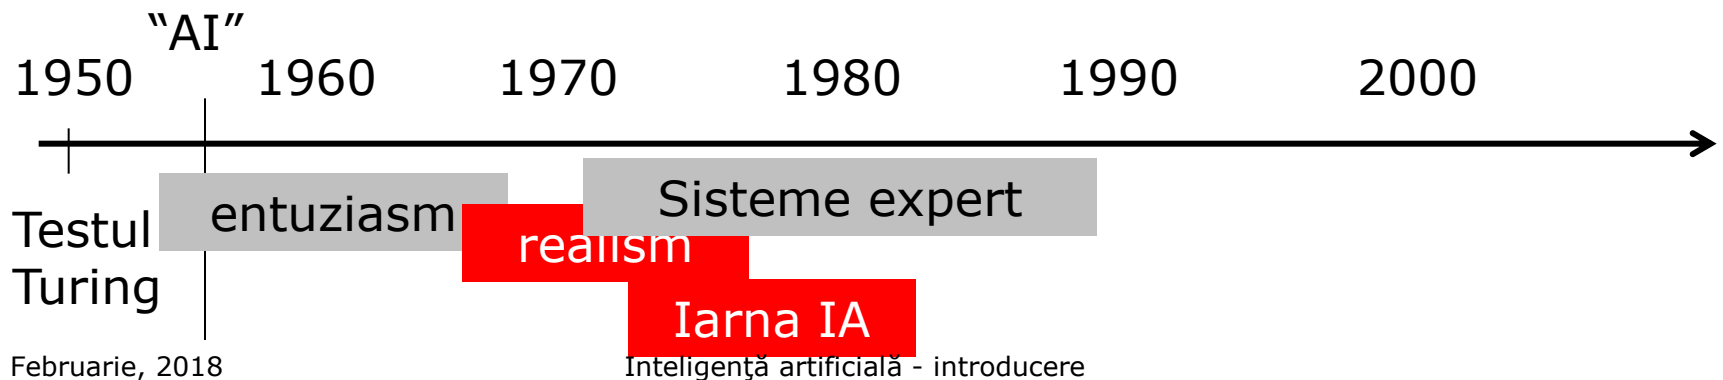 “AI”
1950 1960 1970 1980 1990 2000
entuziasm
Sisteme expert
realism
Testul
Turing
Iarna IA
Februarie, 2018
Inteligenţă artificială - introducere